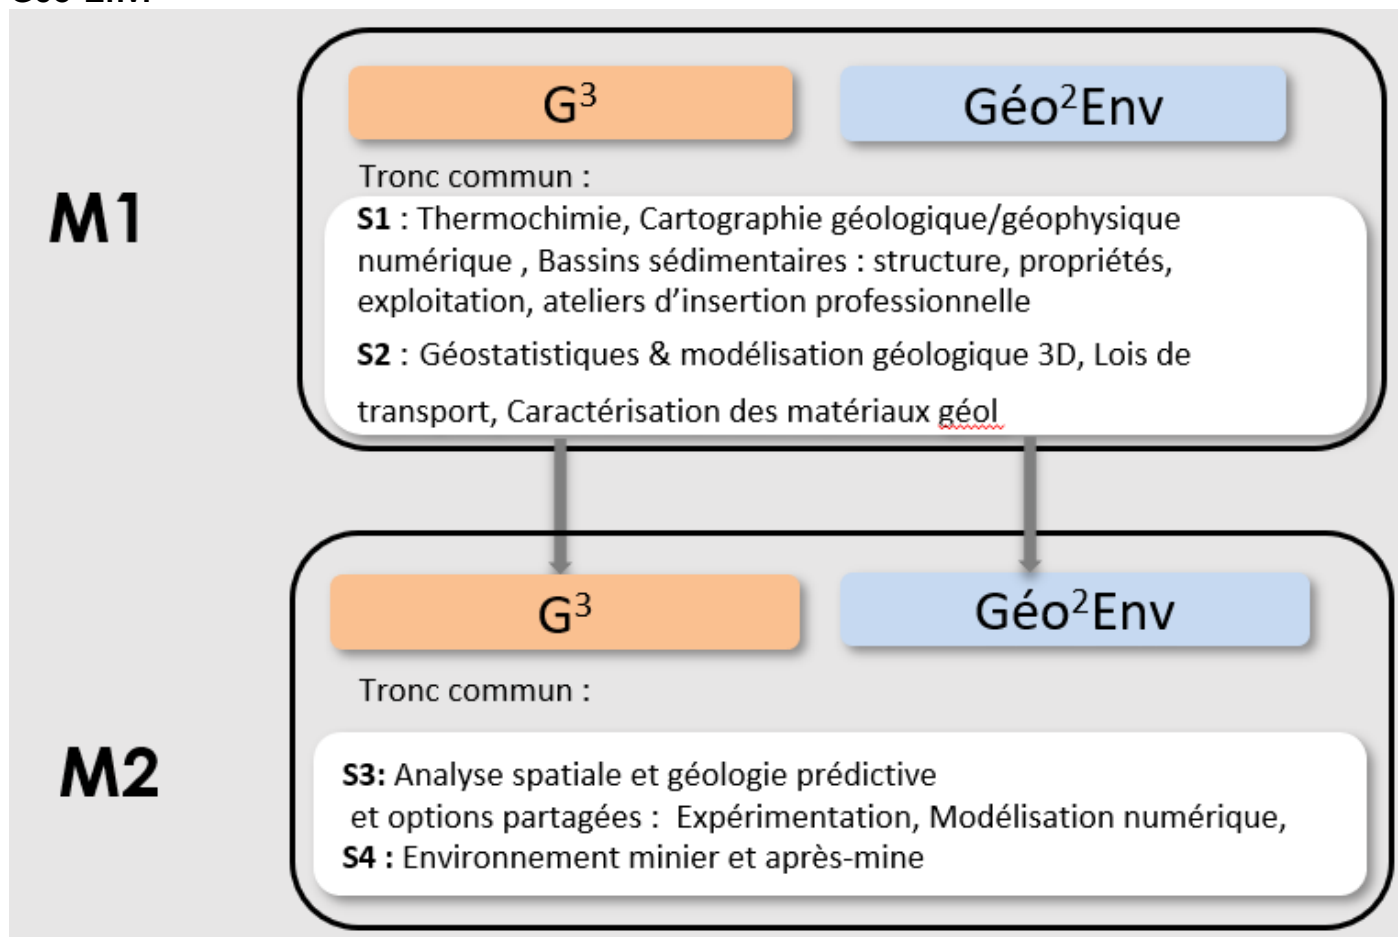 G³ Géo²Env
Tronc commun :
M1
S1 : Thermochimie, Cartographie géologique/géophysique
numérique , Bassins sédimentaires : structure, propriétés,
exploitation, ateliers d’insertion professionnelle
S2 : Géostatistiques & modélisation géologique 3D, Lois de
transport, Caractérisation des matériaux géol
G³ Géo²Env
Tronc commun :
M2
S3: Analyse spatiale et géologie prédictive
et options partagées : Expérimentation, Modélisation numérique,
S4 : Environnement minier et après-mine